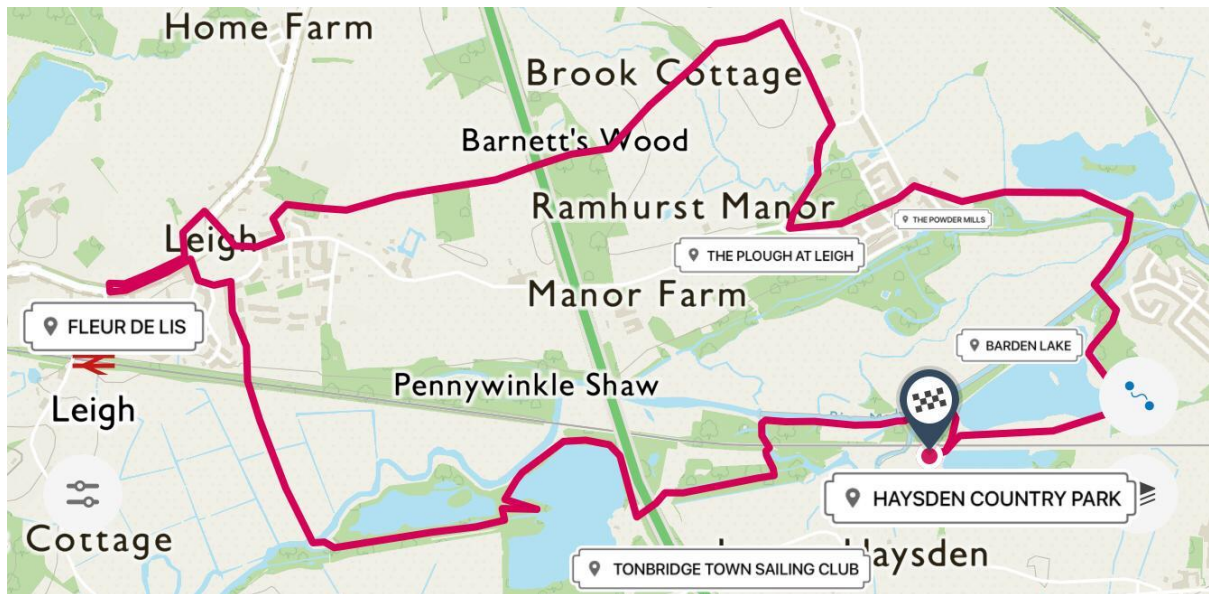 Home Farm
Brook Cottage
Barnett's Wood
Ramhurst Manor
THE POWDER MILLS
Leigh
THE PLOUGH AT LEIGH
Manor Farm
FLEUR DE LIS
BARDEN LAKE
Pennywinkle Shaw
Leigh
HAYSDEN COUNTRY PARK
Cottage
Haysden
TONBRIDGE TOWN SAILING CLUB